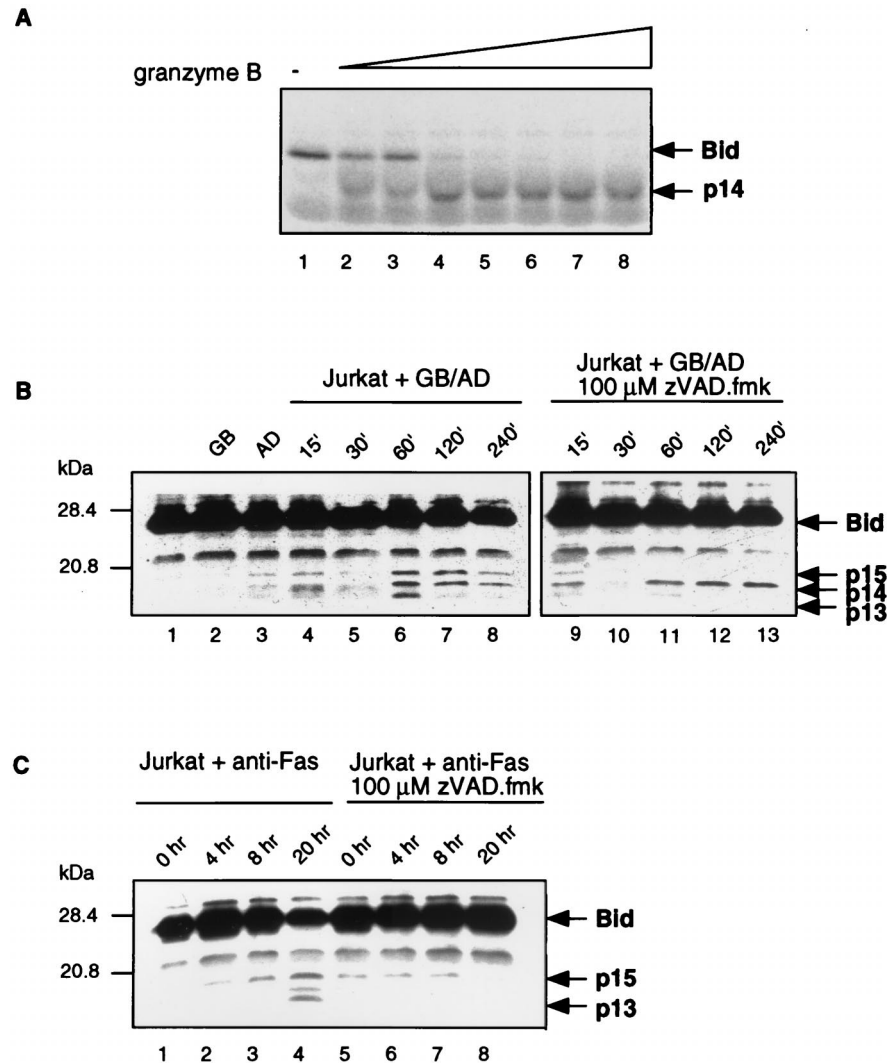 A
granzyme B -
Bid
p14
1 2 3 4 5 6 7 8
B
Jurkat + GB/AD
Jurkat + GB/AD
100 μM zVAD.fmk
GB AD 15' 30' 60' 120' 240' 15' 30' 60' 120' 240'
kDa
28.4
Bid
20.8
p15
p14
p13
1 2 3 4 5 6 7 8 9 10 11 12 13
C
Jurkat + anti-Fas
Jurkat + anti-Fas
100 μM zVAD.fmk
0 hr 4 hr 8 hr 20 hr 0 hr 4 hr 8 hr 20 hr
kDa
28.4
Bid
20.8
p15
p13
1 2 3 4 5 6 7 8